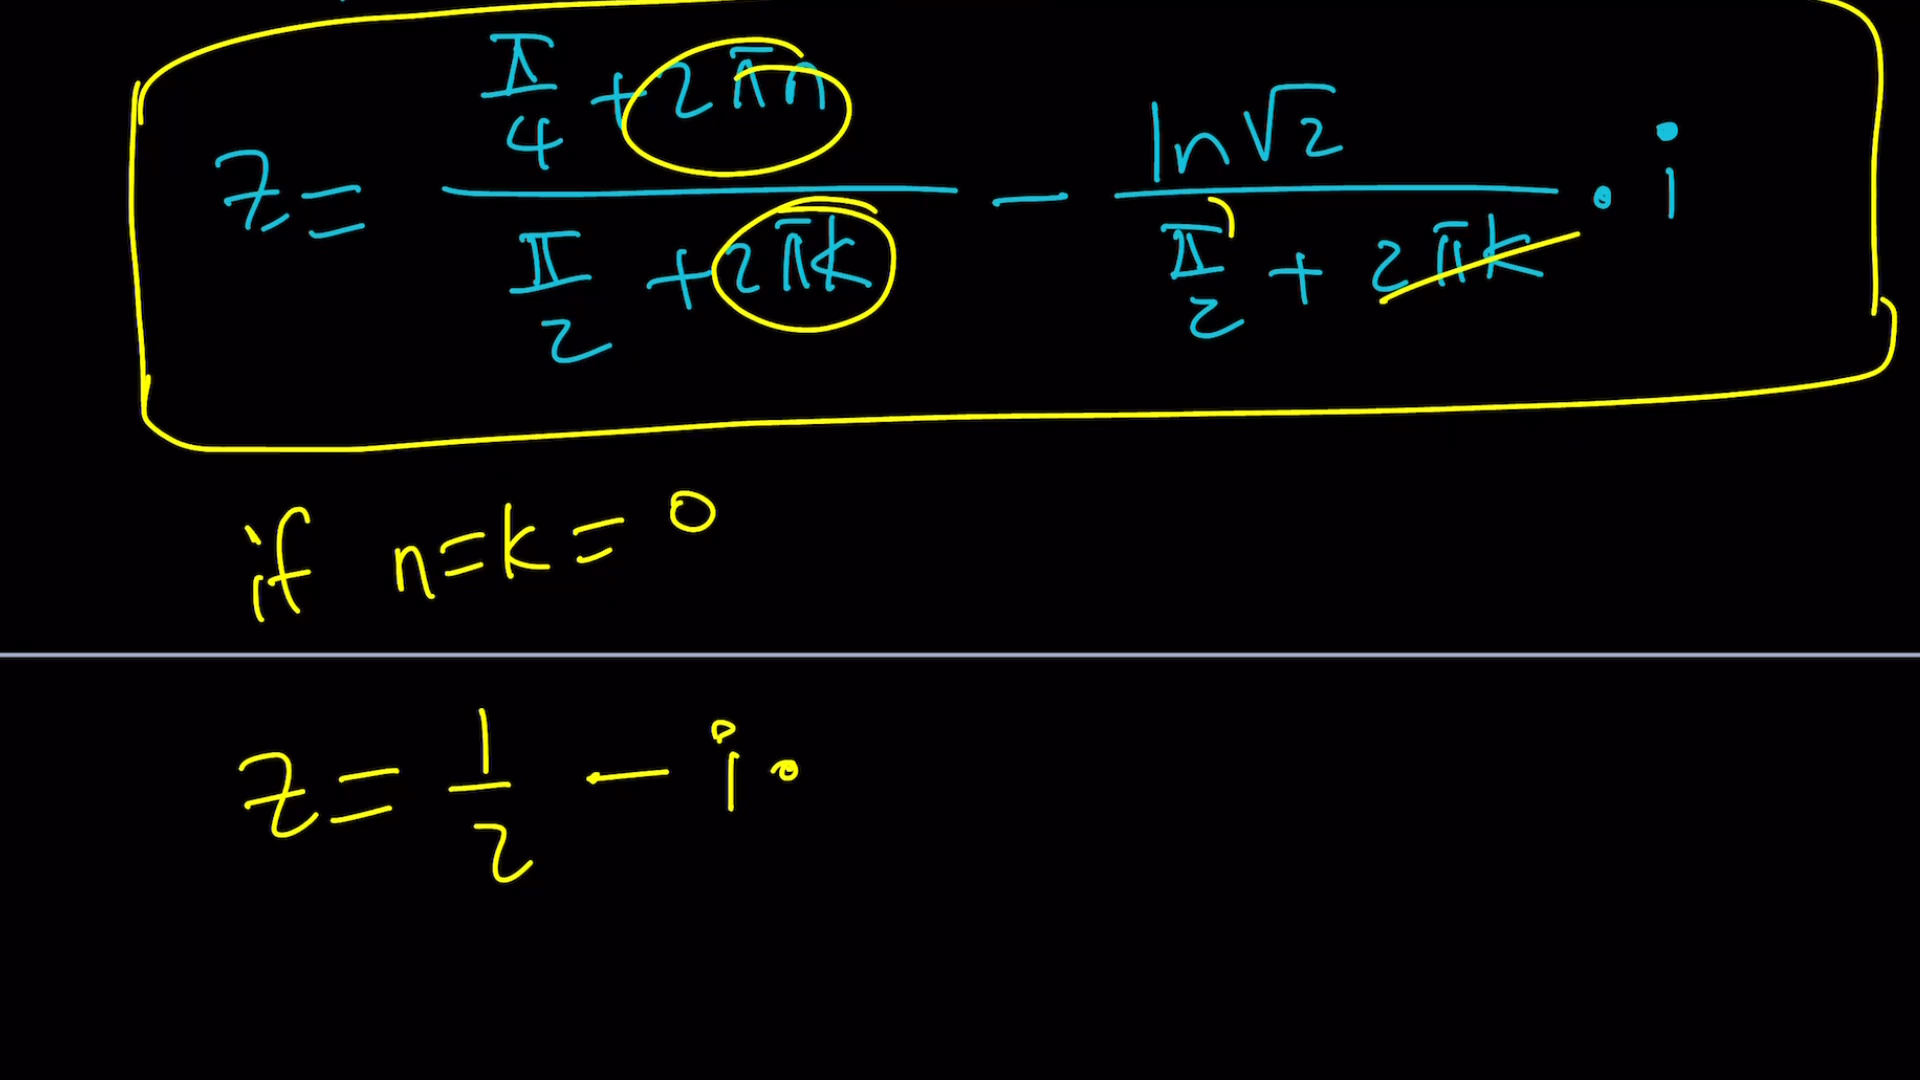 z = (π/4 + 2πn)/(π/2 + 2πk) − ln√2/(π/2 + 2πk) · i
if n = k = 0
z = 1/2 − i ·